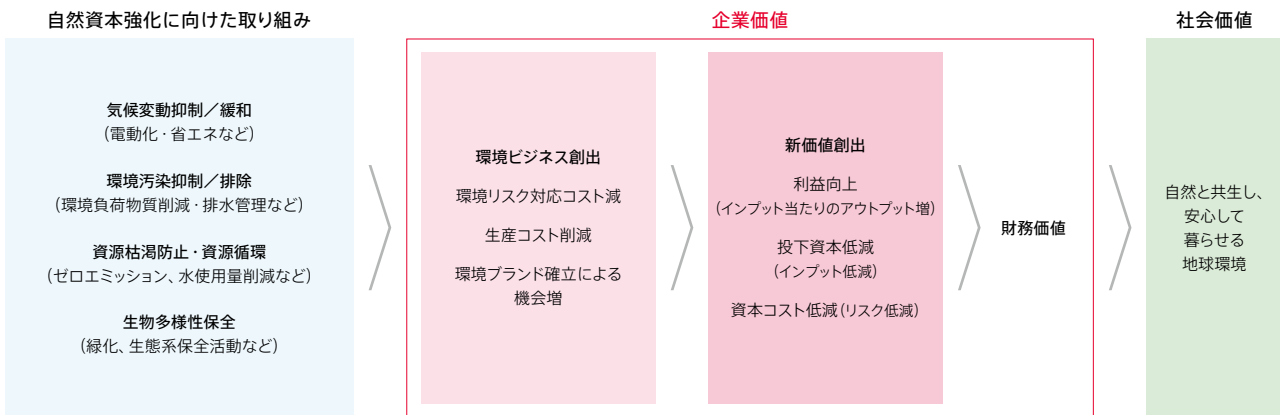 自然資本強化に向けた取り組み
気候変動抑制／緩和
(電動化・省エネなど)
環境汚染抑制／排除
(環境負荷物質削減・排水管理など)
資源枯渇防止・資源循環
(ゼロエミッション、水使用量削減など)
生物多様性保全
(緑化、生態系保全活動など)
企業価値
環境ビジネス創出
環境リスク対応コスト減
生産コスト削減
環境ブランド確立による
機会増
新価値創出
利益向上
(インプット当たりのアウトプット増)
投下資本低減
(インプット低減)
資本コスト低減(リスク低減)
財務価値
社会価値
自然と共生し、
安心して
暮らせる
地球環境